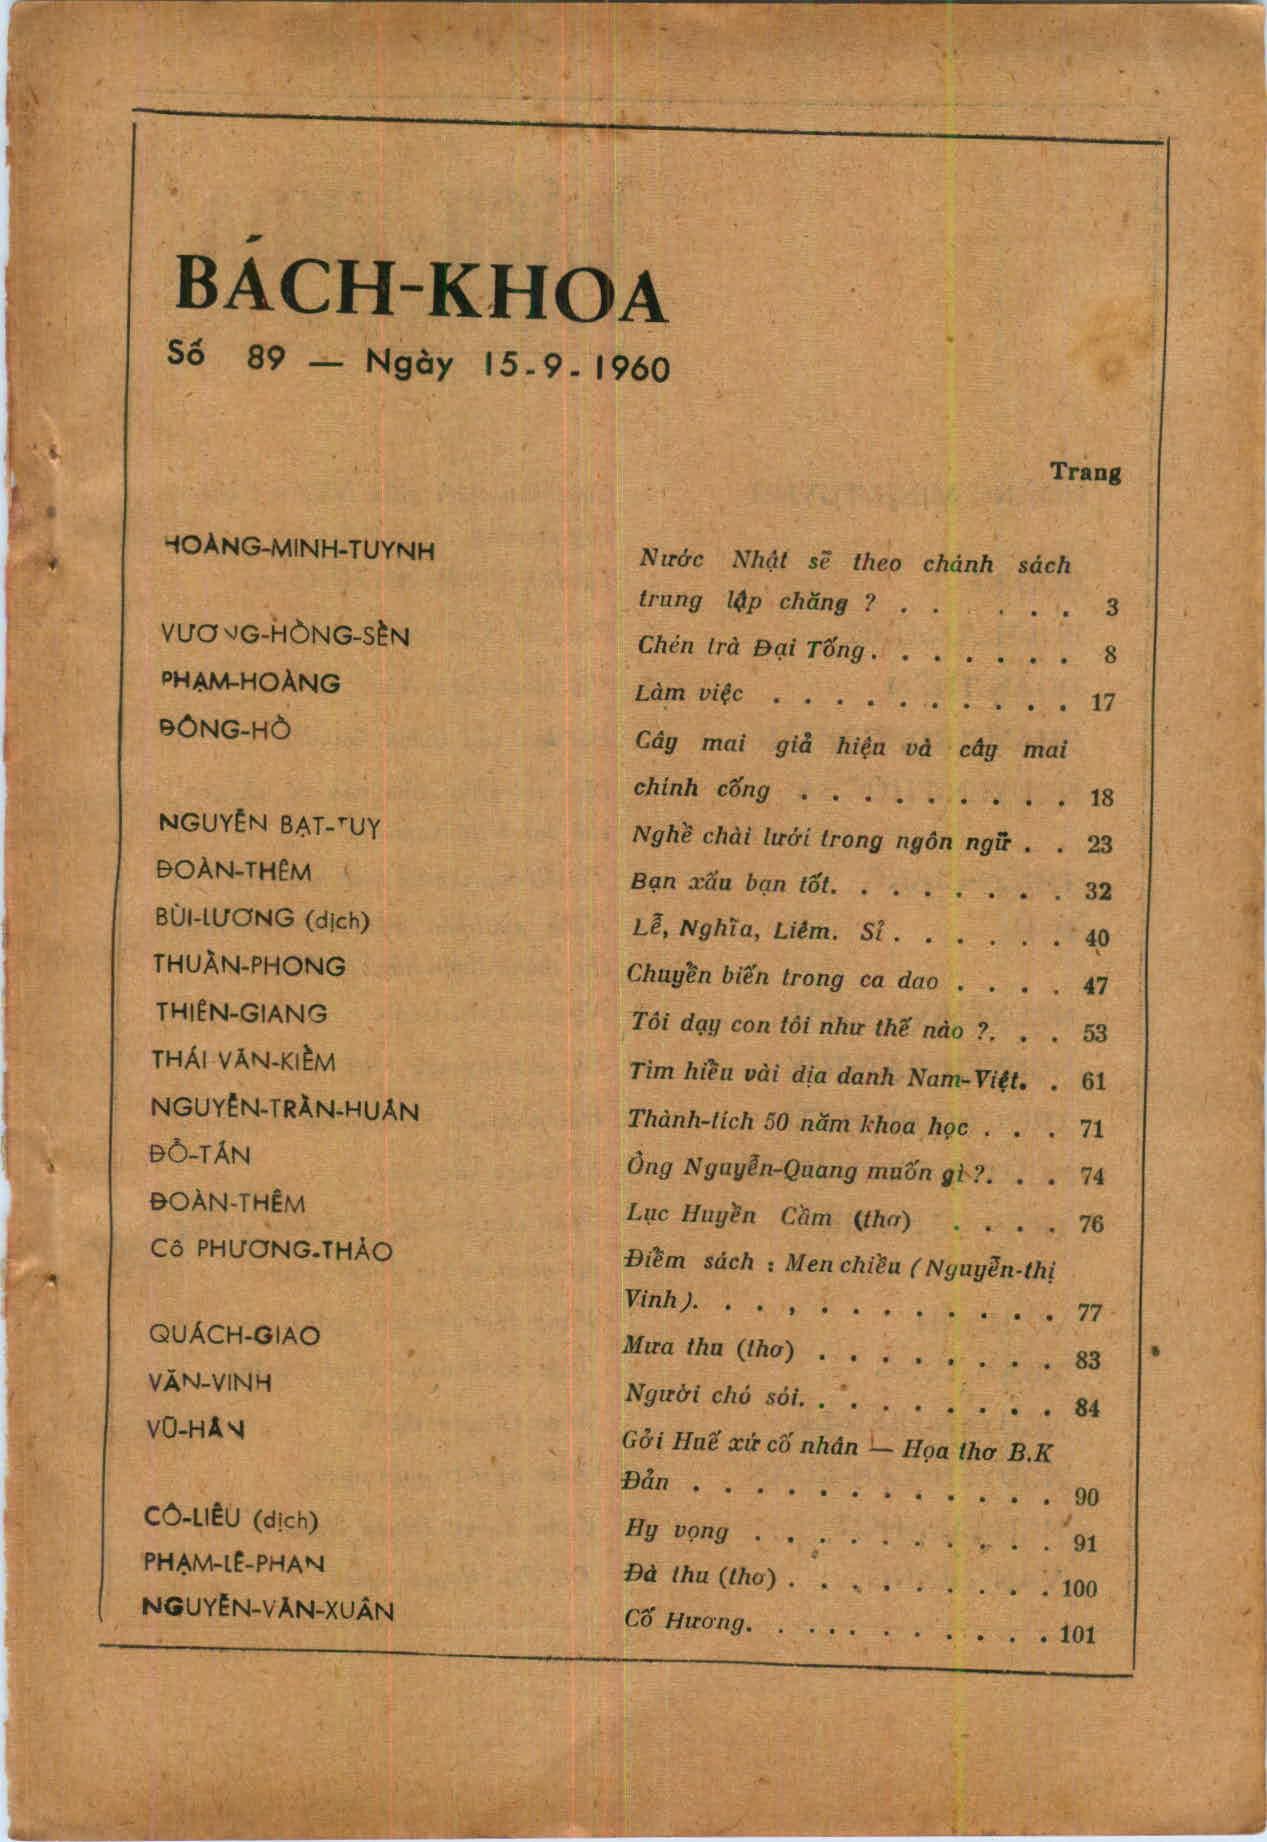 BÁCH-KHOA
Số 89 — Ngày 15-9-1960
Trang
HOÀNG-MINH-TUYNH Nước Nhật sẽ theo chánh sách
trung lập chăng ? . . . . . . 3
VƯƠNG-HỒNG-SỂN Chén trà Đại Tống . . . . . . . 8
PHẠM-HOÀNG Làm việc . . . . . . . . . . 17
ĐÔNG-HỒ Cây mai giả hiệu và cây mai
chính cống . . . . . . . . . 18
NGUYỄN BẠT-TUỴ Nghề chài lưới trong ngôn ngữ . . 23
ĐOÀN-THÊM Bạn xấu bạn tốt. . . . . . . . 32
BÙI-LƯƠNG (dịch) Lễ, Nghĩa, Liêm. Sĩ . . . . . . 40
THUẦN-PHONG Chuyển biến trong ca dao . . . . 47
THIÊN-GIANG Tôi dạy con tôi như thế nào ?. . . 53
THÁI VĂN-KIỂM Tìm hiểu vài địa danh Nam-Việt. . 61
NGUYỄN-TRẦN-HUÂN Thành-tích 50 năm khoa học . . . 71
ĐỖ-TẤN Ông Nguyễn-Quang muốn gì ?. . . 74
ĐOÀN-THÊM Lục Huyền Cầm (thơ) . . . . 76
Cô PHƯƠNG-THẢO Điểm sách : Men chiều ( Nguyễn-thị
Vinh ). . . , . . . . . . . . 77
QUÁCH-GIAO Mưa thu (thơ) . . . . . . . . 83
VĂN-VINH Người chó sói. . . . . . . . . 84
VŨ-HÂN Gởi Huế xứ cố nhân — Họa thơ B.K
Đản . . . . . . . . . . . . 90
CÔ-LIÊU (dịch) Hy vọng . . . . . . . . . . 91
PHẠM-LÊ-PHAN Đà thu (thơ) . . . . . . . . . 100
NGUYỄN-VĂN-XUÂN Cố Hương. . . . . . . . . . . 101